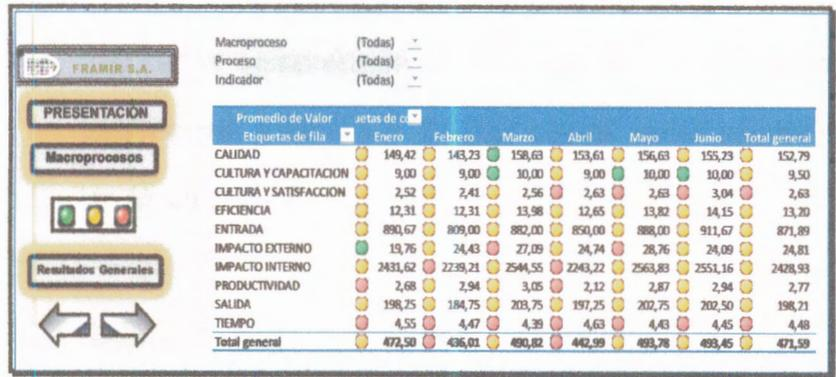 Macroproceso (Todas)
Proceso (Todas)
Indicador (Todas)
FRAMIR S.A.
PRESENTACIÓN
Macroprocesos
Resultados Generales
Promedio de Valor uetas de co
Etiquetas de fila Enero Febrero Marzo Abril Mayo Junio Total general
CALIDAD 149,42 143,23 158,63 153,61 156,63 155,23 152,79
CULTURA Y CAPACITACION 9,00 9,00 10,00 9,00 10,00 10,00 9,50
CULTURA Y SATISFACCION 2,52 2,41 2,56 2,63 2,63 3,04 2,63
EFICIENCIA 12,31 12,31 13,98 12,65 13,82 14,15 13,20
ENTRADA 890,67 809,00 882,00 850,00 888,00 911,67 871,89
IMPACTO EXTERNO 19,76 24,43 27,09 24,74 28,76 24,09 24,81
IMPACTO INTERNO 2431,62 2239,21 2544,55 2243,22 2563,83 2551,16 2428,93
PRODUCTIVIDAD 2,68 2,94 3,05 2,12 2,87 2,94 2,77
SALIDA 198,25 184,75 203,75 197,25 202,75 202,50 198,21
TIEMPO 4,55 4,47 4,39 4,63 4,43 4,45 4,48
Total general 472,50 436,01 490,82 442,99 493,78 493,45 471,59